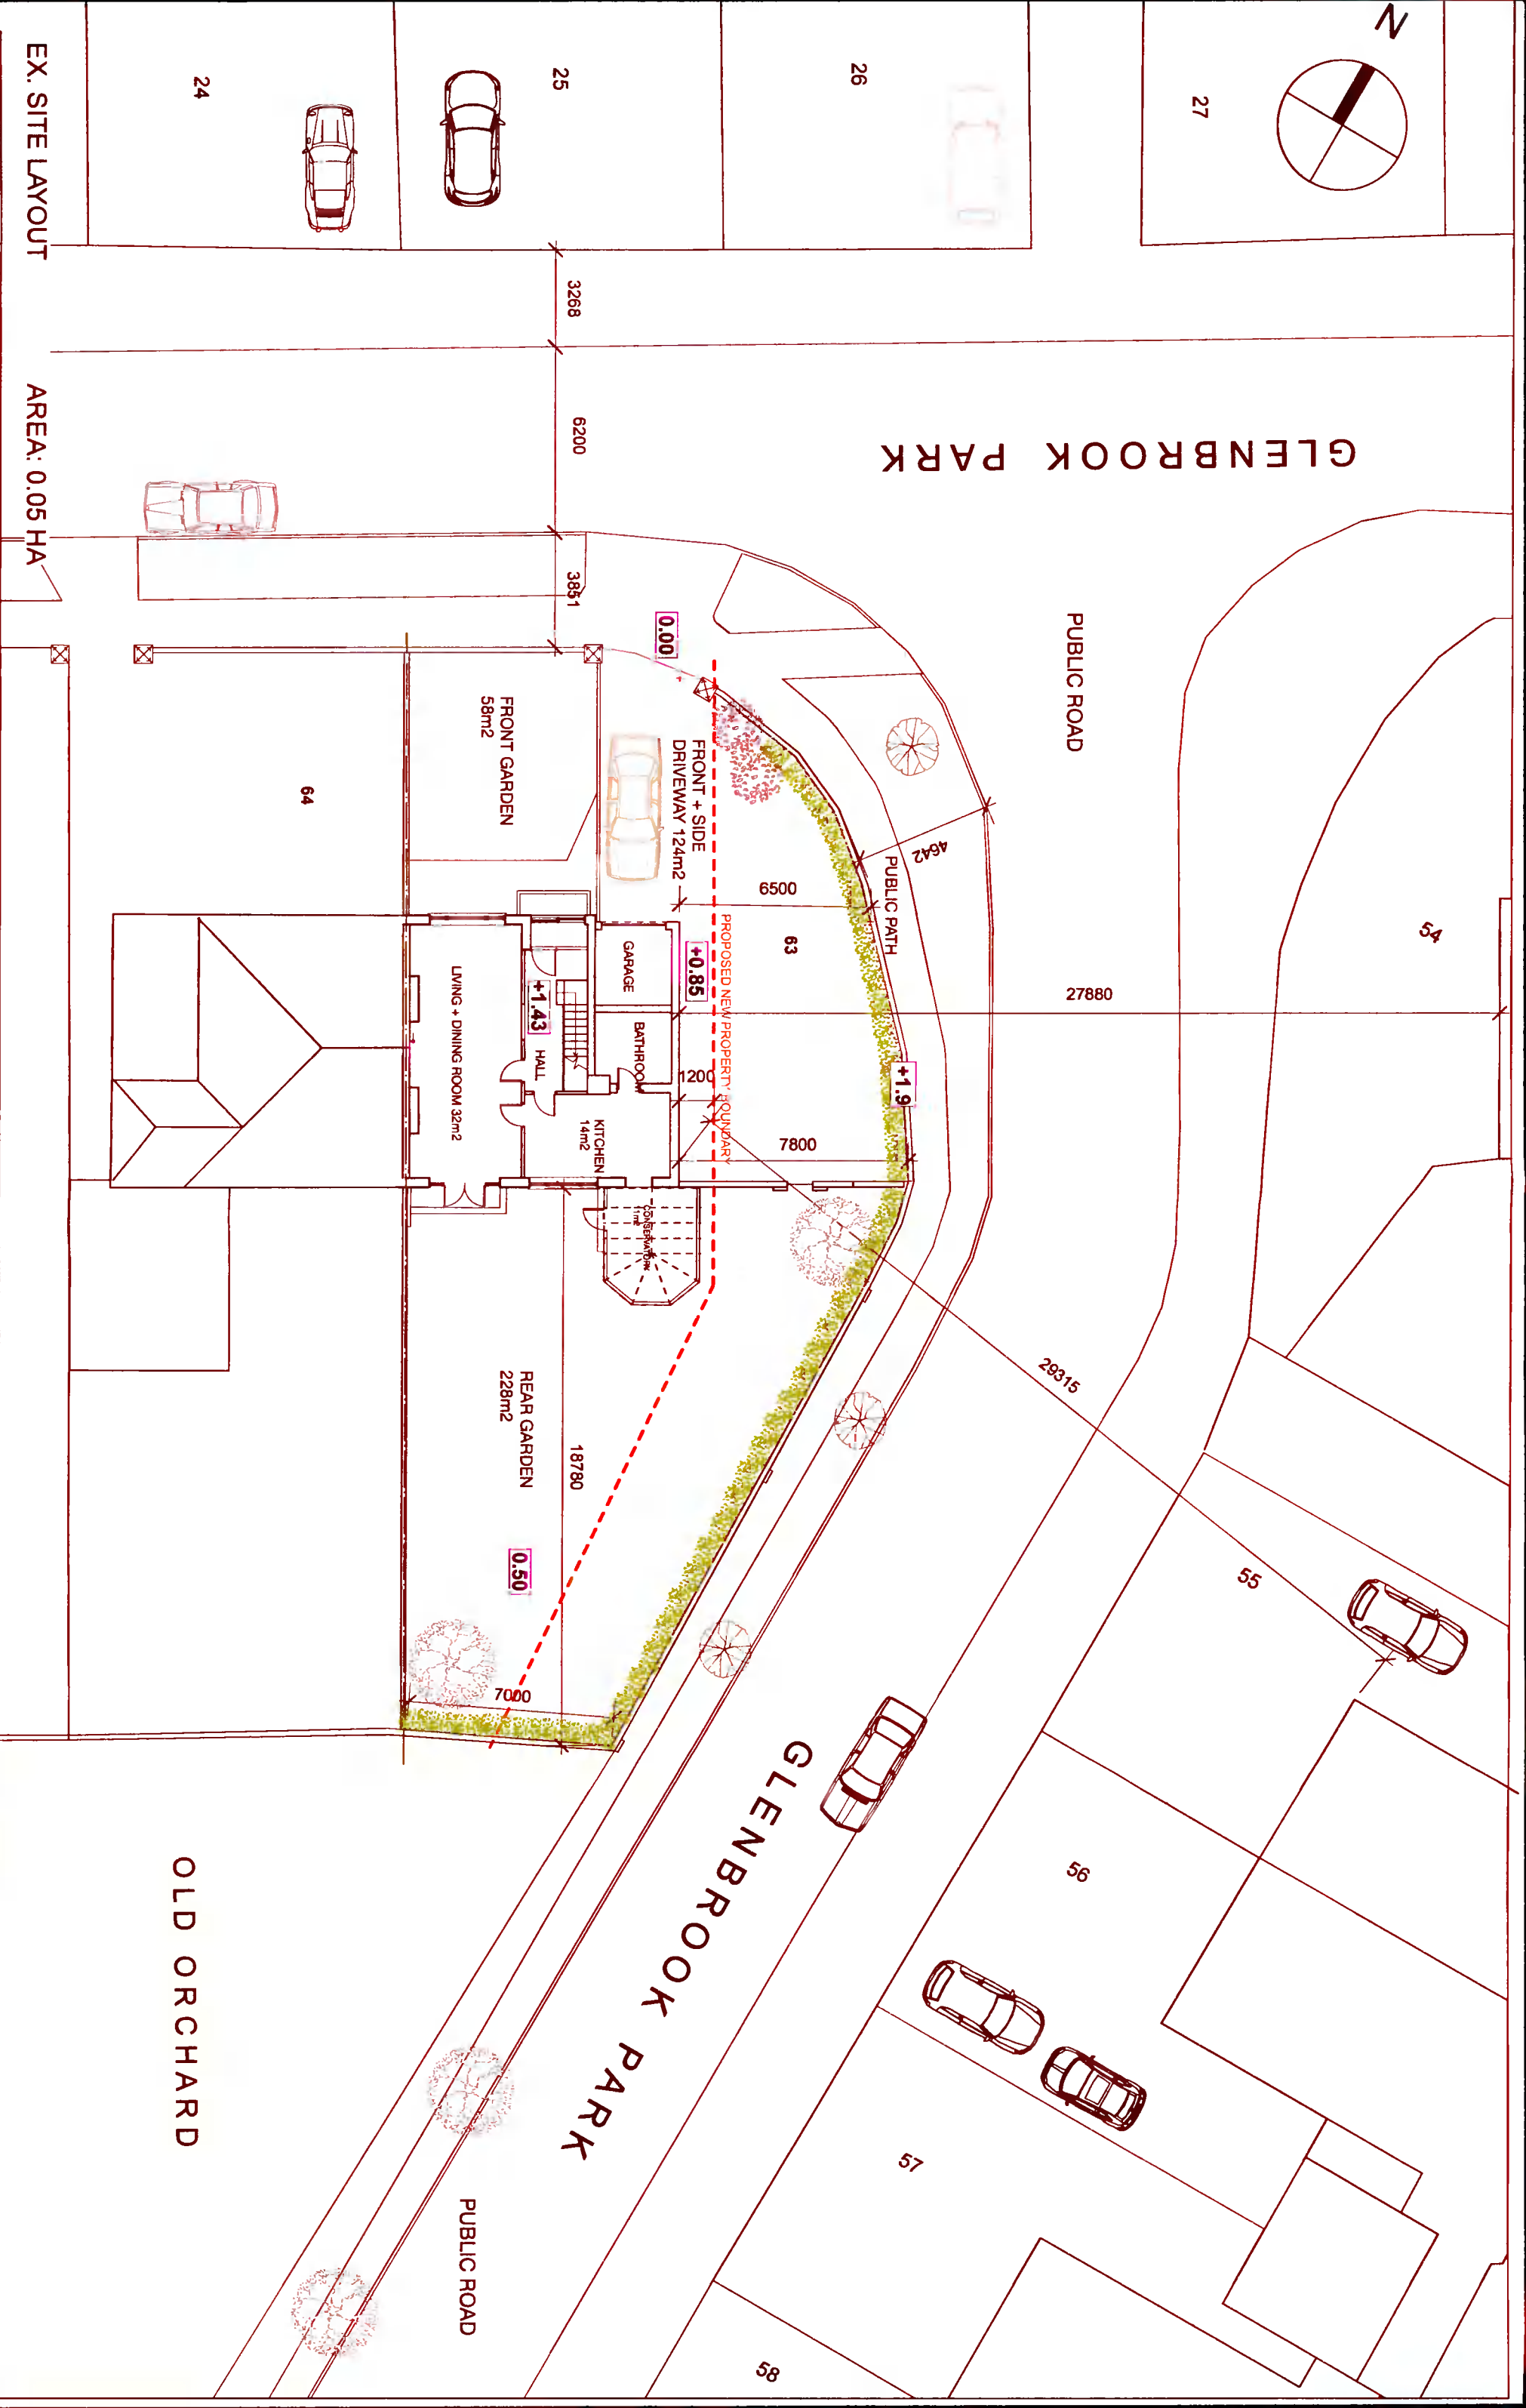 N
27
26
25
24
EX. SITE LAYOUT
AREA: 0.05 HA
3268
6200
3851
GLENBROOK PARK
PUBLIC ROAD
0.00
FRONT GARDEN
58m2
FRONT + SIDE
DRIVEWAY 124m2
64
4642
PUBLIC PATH
6500
63
54
27880
PROPOSED NEW PROPERTY BOUNDARY
+0.85
GARAGE
+1.43
HALL
BATHROOM
LIVING + DINING ROOM 32m2
1200
+1.9
KITCHEN
14m2
7800
CONSERVATORY
11m2
29315
REAR GARDEN
228m2
18780
0.50
7000
55
56
57
58
GLENBROOK PARK
OLD ORCHARD
PUBLIC ROAD